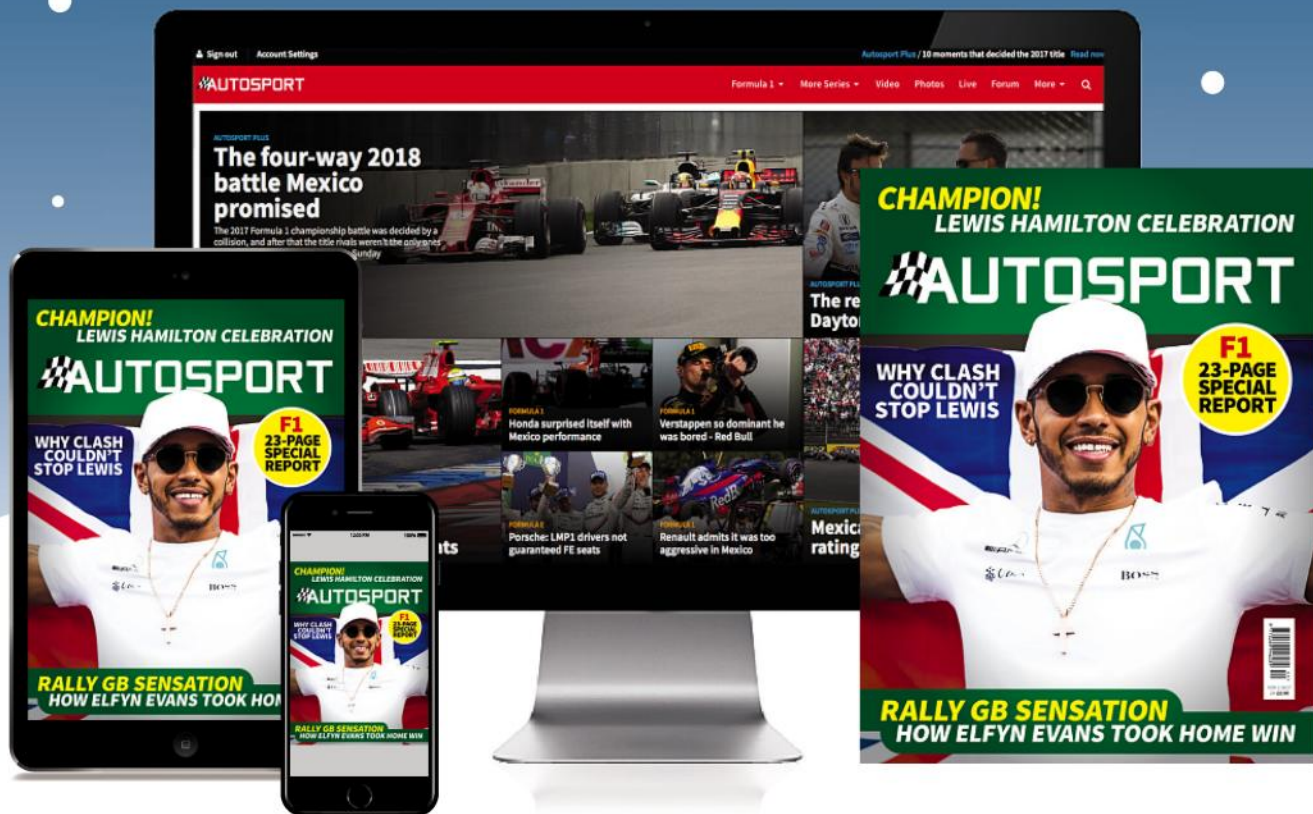 Sign out Account Settings
Autosport Plus / 10 moments that decided the 2017 title Read now
AUTOSPORT
Formula 1 More Series Video Photos Live Forum More
AUTOSPORT PLUS
The four-way 2018
battle Mexico
promised
The 2017 Formula 1 championship battle was decided by a
collision, and after that the title rivals weren't the only ones
Sunday
The re
Dayto
FORMULA 1
Honda surprised itself with
Mexico performance
FORMULA 1
Verstappen so dominant he
was bored - Red Bull
FORMULA E
Porsche: LMP1 drivers not
guaranteed FE seats
FORMULA 1
Renault admits it was too
aggressive in Mexico
Mexica
rating
nts
CHAMPION!
LEWIS HAMILTON CELEBRATION
AUTOSPORT
WHY CLASH
COULDN'T
STOP LEWIS
F1
23-PAGE
SPECIAL
REPORT
RALLY GB SENSATION
HOW ELFYN EVANS TOOK HOM
12:05 PM 100%
CHAMPION!
LEWIS HAMILTON CELEBRATION
AUTOSPORT
WHY CLASH
COULDN'T
STOP LEWIS
F1
23-PAGE
SPECIAL
REPORT
RALLY GB SENSATION
HOW ELFYN EVANS TOOK HOME WIN
CHAMPION!
LEWIS HAMILTON CELEBRATION
AUTOSPORT
WHY CLASH
COULDN'T
STOP LEWIS
F1
23-PAGE
SPECIAL
REPORT
BOSS
RALLY GB SENSATION
HOW ELFYN EVANS TOOK HOME WIN